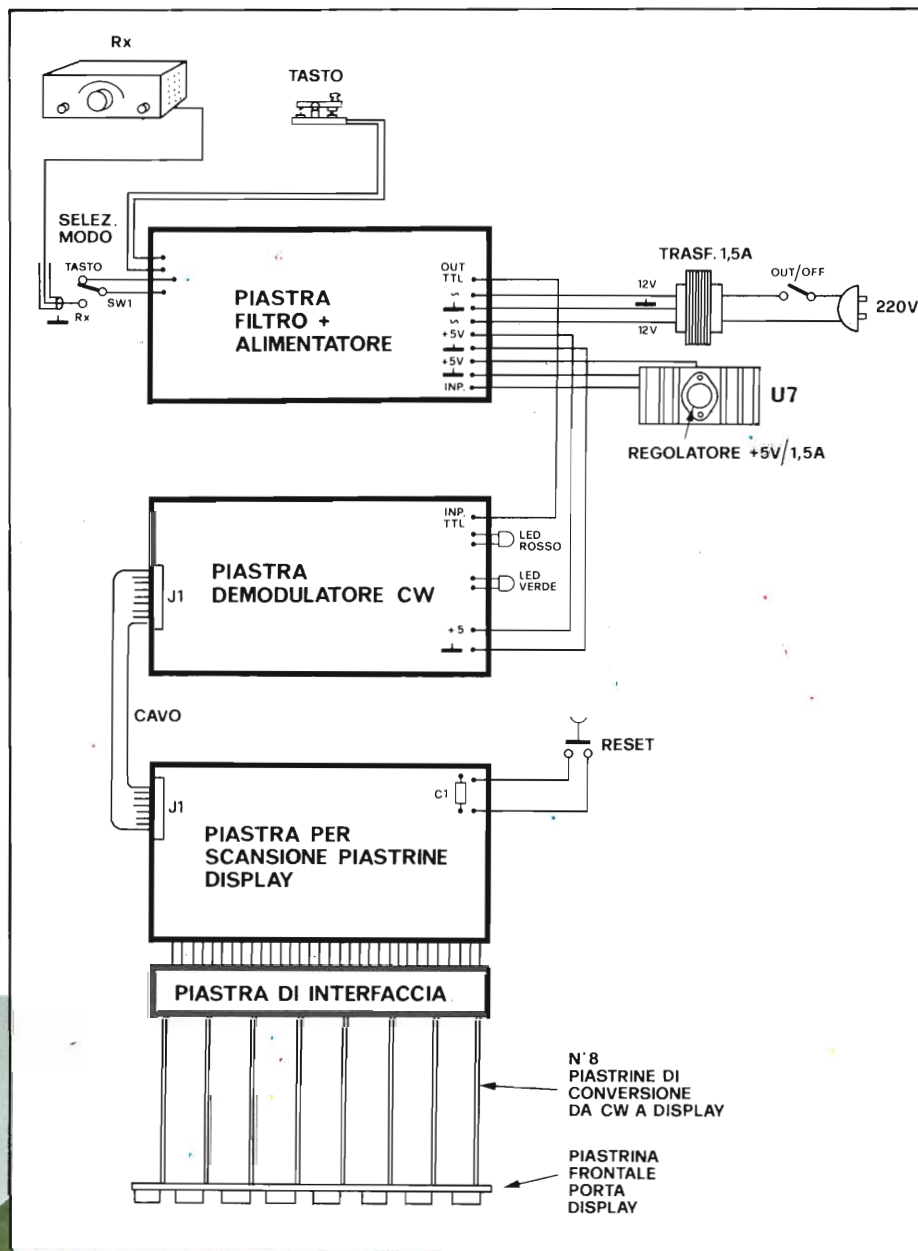 Rx
TASTO
SELEZ.
MODO
TASTO
SW1
Rx
PIASTRA
FILTRO +
ALIMENTATORE
OUT
TTL
~
~
+5V
+5V
INP.
12V
12V
TRASF. 1,5A
OUT/OFF
220V
U7
REGOLATORE +5V/1,5A
PIASTRA
DEMODULATORE CW
J1
INP.
TTL
LED
ROSSO
LED
VERDE
+5
CAVO
RESET
J1
C1
PIASTRA PER
SCANSIONE PIASTRINE
DISPLAY
PIASTRA DI INTERFACCIA
N°8
PIASTRINE DI
CONVERSIONE
DA CW A DISPLAY
PIASTRINA
FRONTALE
PORTA
DISPLAY